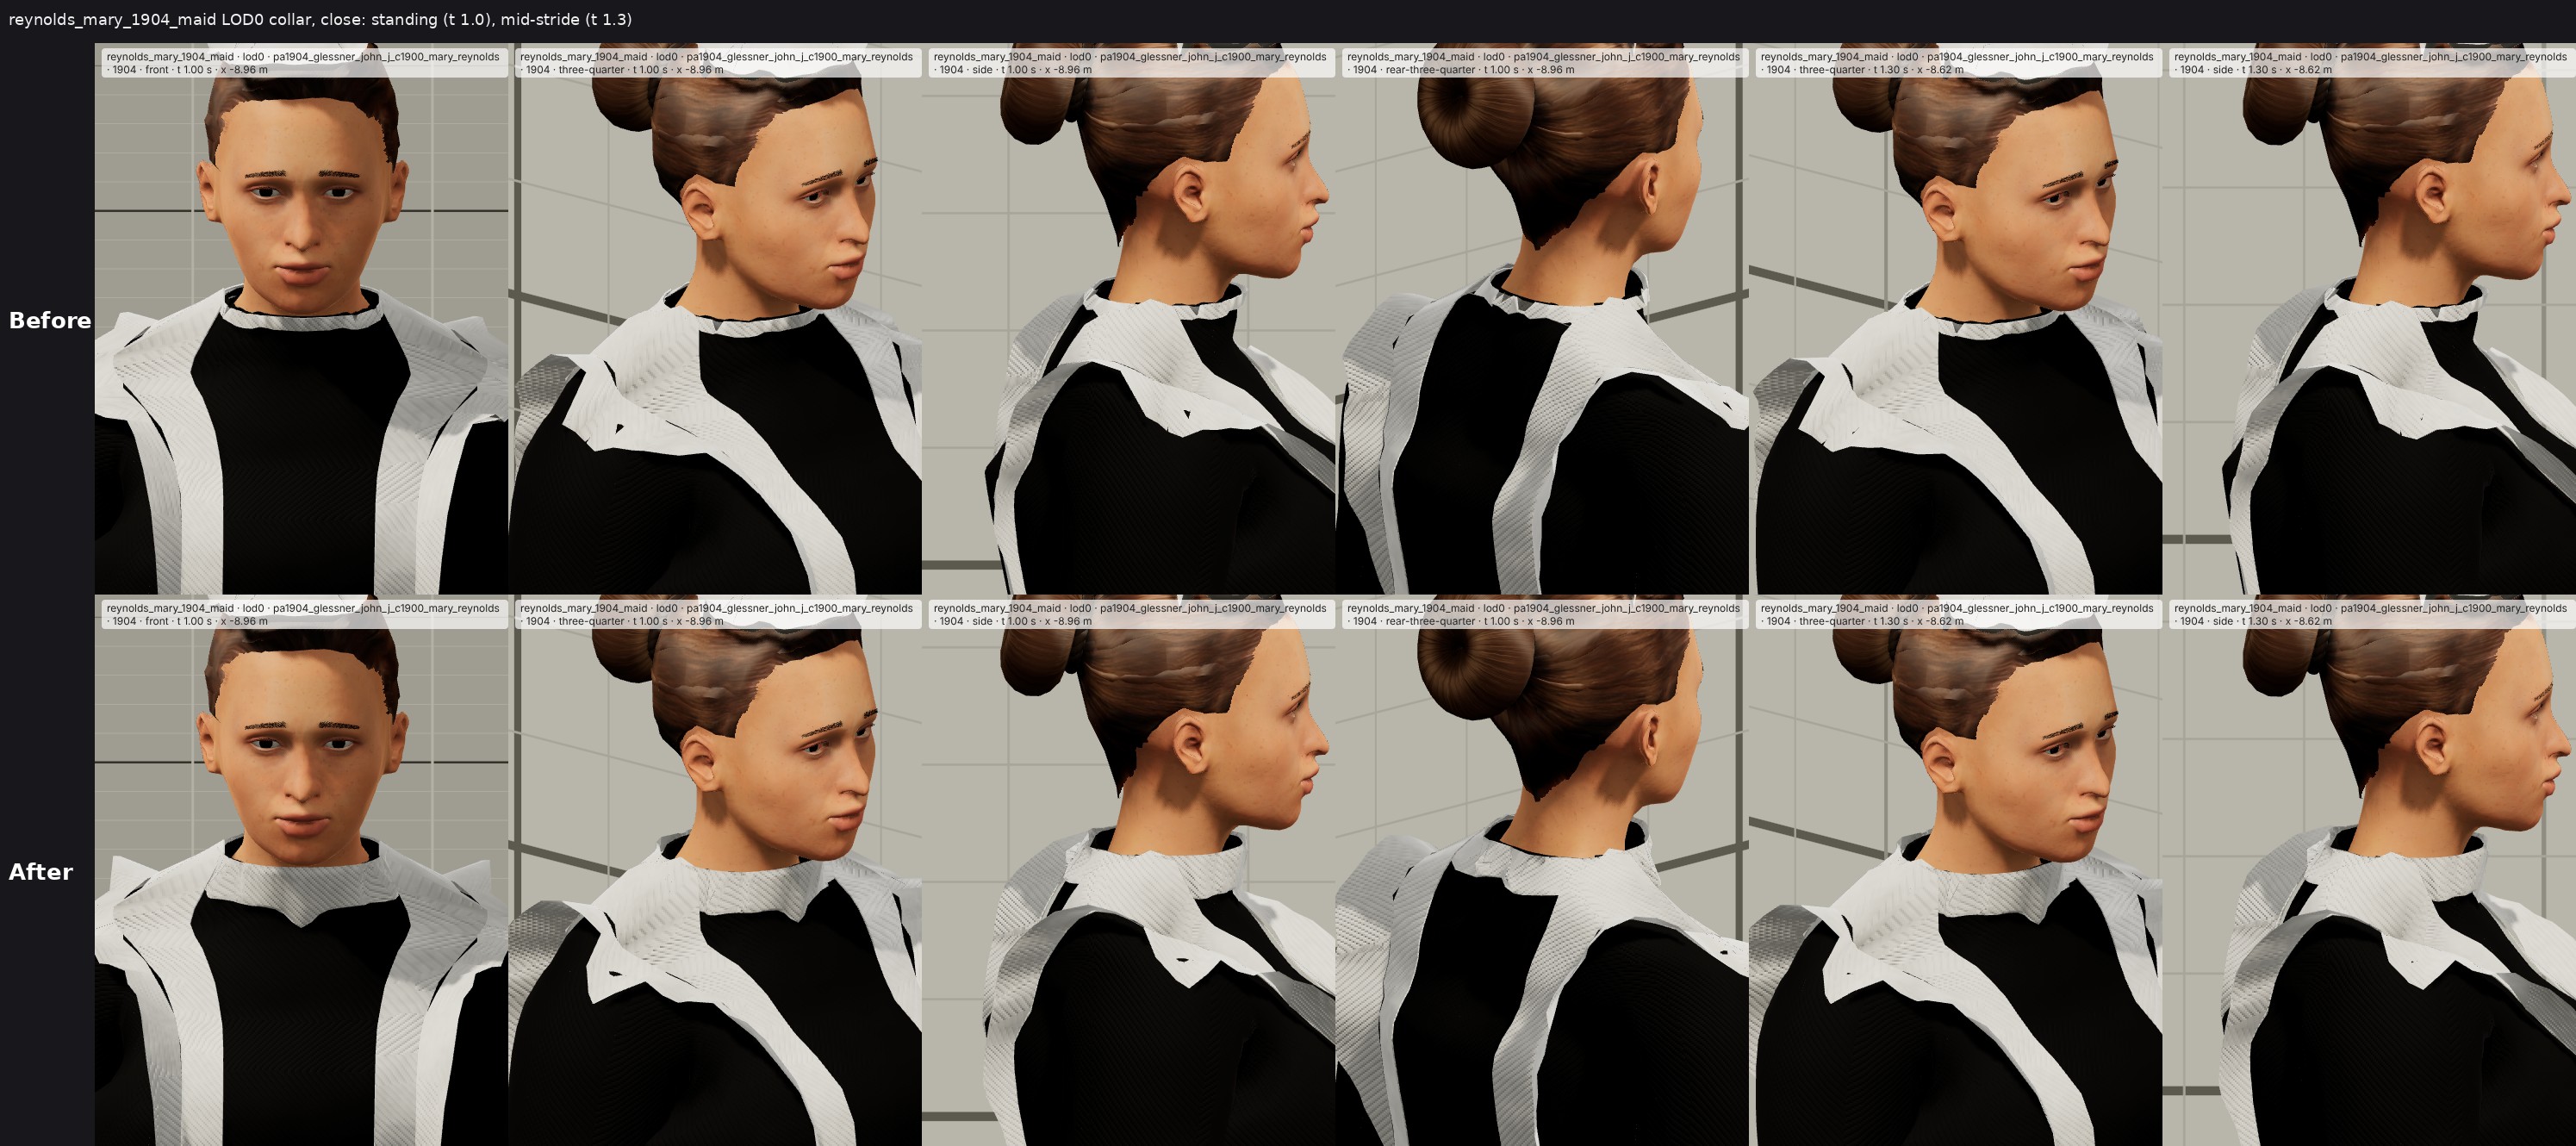 reynolds_mary_1904_maid LOD0 collar, close: standing (t 1.0), mid-stride (t 1.3)
reynolds_mary_1904_maid · lod0 · pa1904_glessner_john_j_c1900_mary_reynolds
· 1904 · front · t 1.00 s · x -8.96 m
reynolds_mary_1904_maid · lod0 · pa1904_glessner_john_j_c1900_mary_reynolds
· 1904 · three-quarter · t 1.00 s · x -8.96 m
reynolds_mary_1904_maid · lod0 · pa1904_glessner_john_j_c1900_mary_reynolds
· 1904 · side · t 1.00 s · x -8.96 m
reynolds_mary_1904_maid · lod0 · pa1904_glessner_john_j_c1900_mary_reynolds
· 1904 · rear-three-quarter · t 1.00 s · x -8.96 m
reynolds_mary_1904_maid · lod0 · pa1904_glessner_john_j_c1900_mary_reynolds
· 1904 · three-quarter · t 1.30 s · x -8.62 m
reynolds_mary_1904_maid · lod0 · pa1904_glessner_john_j_c1900_mary_reynolds
· 1904 · side · t 1.30 s · x -8.62 m
Before
reynolds_mary_1904_maid · lod0 · pa1904_glessner_john_j_c1900_mary_reynolds
· 1904 · front · t 1.00 s · x -8.96 m
reynolds_mary_1904_maid · lod0 · pa1904_glessner_john_j_c1900_mary_reynolds
· 1904 · three-quarter · t 1.00 s · x -8.96 m
reynolds_mary_1904_maid · lod0 · pa1904_glessner_john_j_c1900_mary_reynolds
· 1904 · side · t 1.00 s · x -8.96 m
reynolds_mary_1904_maid · lod0 · pa1904_glessner_john_j_c1900_mary_reynolds
· 1904 · rear-three-quarter · t 1.00 s · x -8.96 m
reynolds_mary_1904_maid · lod0 · pa1904_glessner_john_j_c1900_mary_reynolds
· 1904 · three-quarter · t 1.30 s · x -8.62 m
reynolds_mary_1904_maid · lod0 · pa1904_glessner_john_j_c1900_mary_reynolds
· 1904 · side · t 1.30 s · x -8.62 m
After